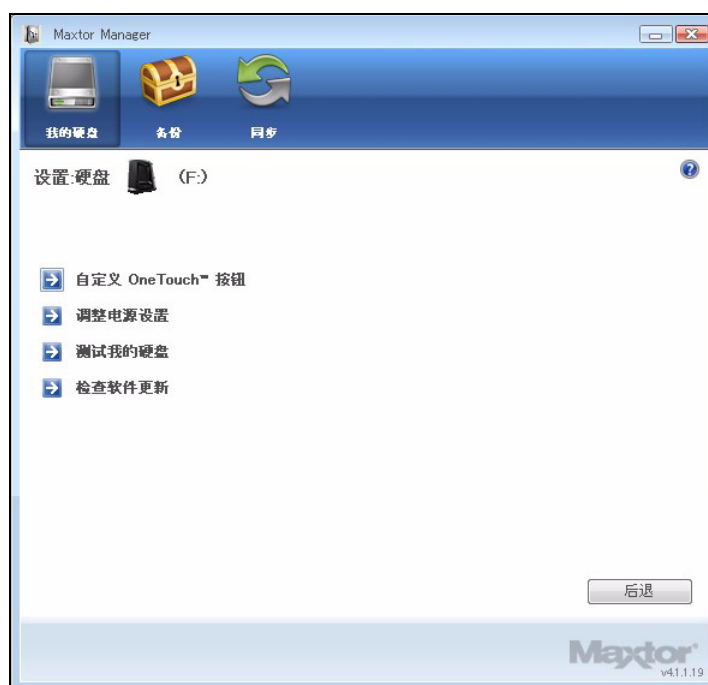 Maxtor Manager
我的硬盘 备份 同步
设置:硬盘 (F:)
?
自定义 OneTouch™ 按钮
调整电源设置
测试我的硬盘
检查软件更新
后退
Maxtor®
v4.1.1.19